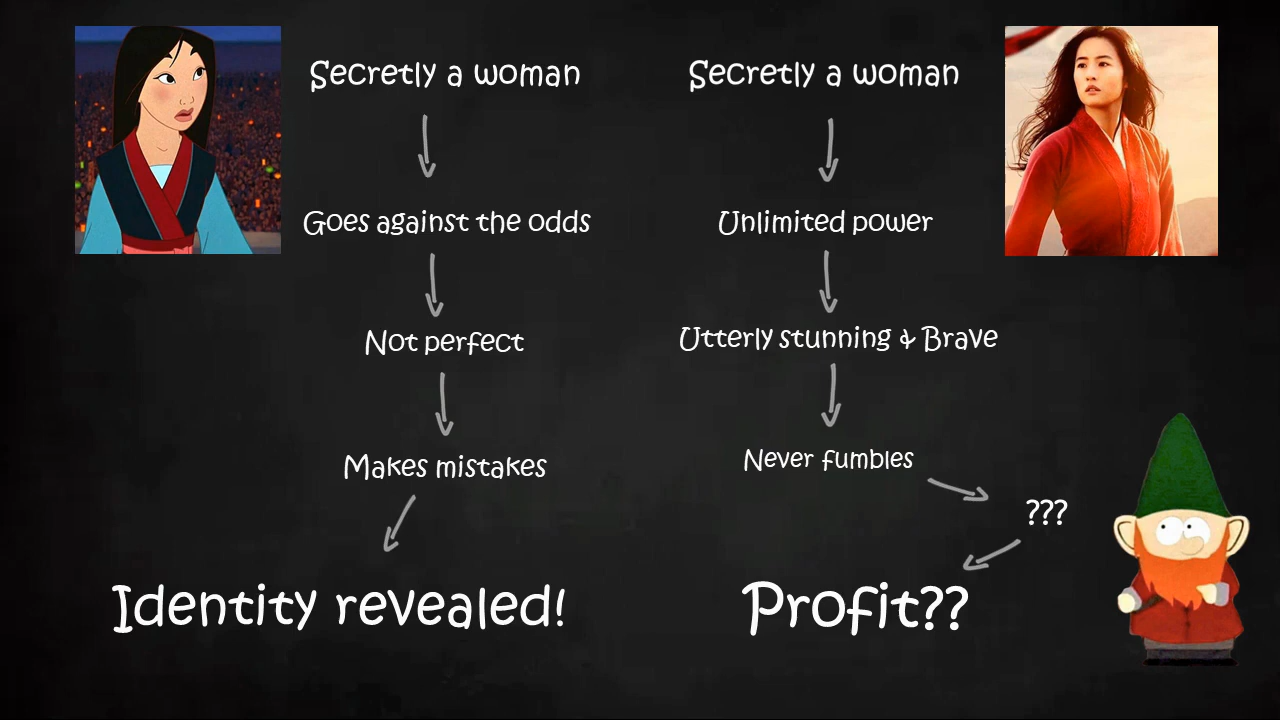 Secretly a woman
Goes against the odds
Not perfect
Makes mistakes
Identity revealed!
Secretly a woman
Unlimited power
Utterly stunning & Brave
Never fumbles
???
Profit??